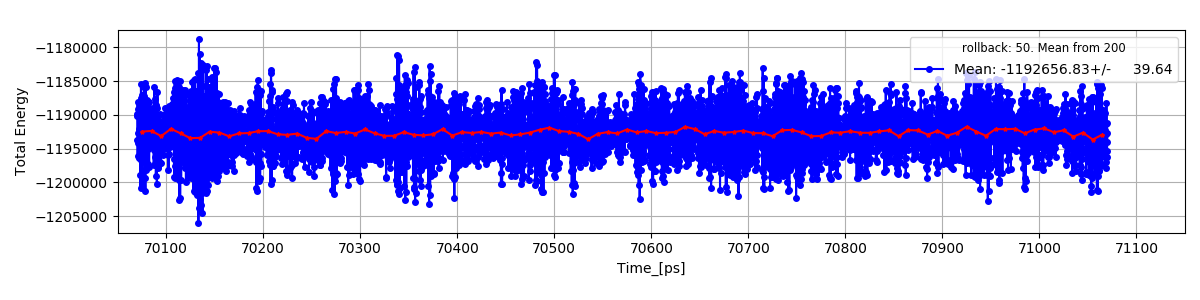 rollback: 50. Mean from 200
Mean: -1192656.83+/-     39.64
Total Energy
−1180000
−1185000
−1190000
−1195000
−1200000
−1205000
70100 70200 70300 70400 70500 70600 70700 70800 70900 71000 71100
Time_[ps]